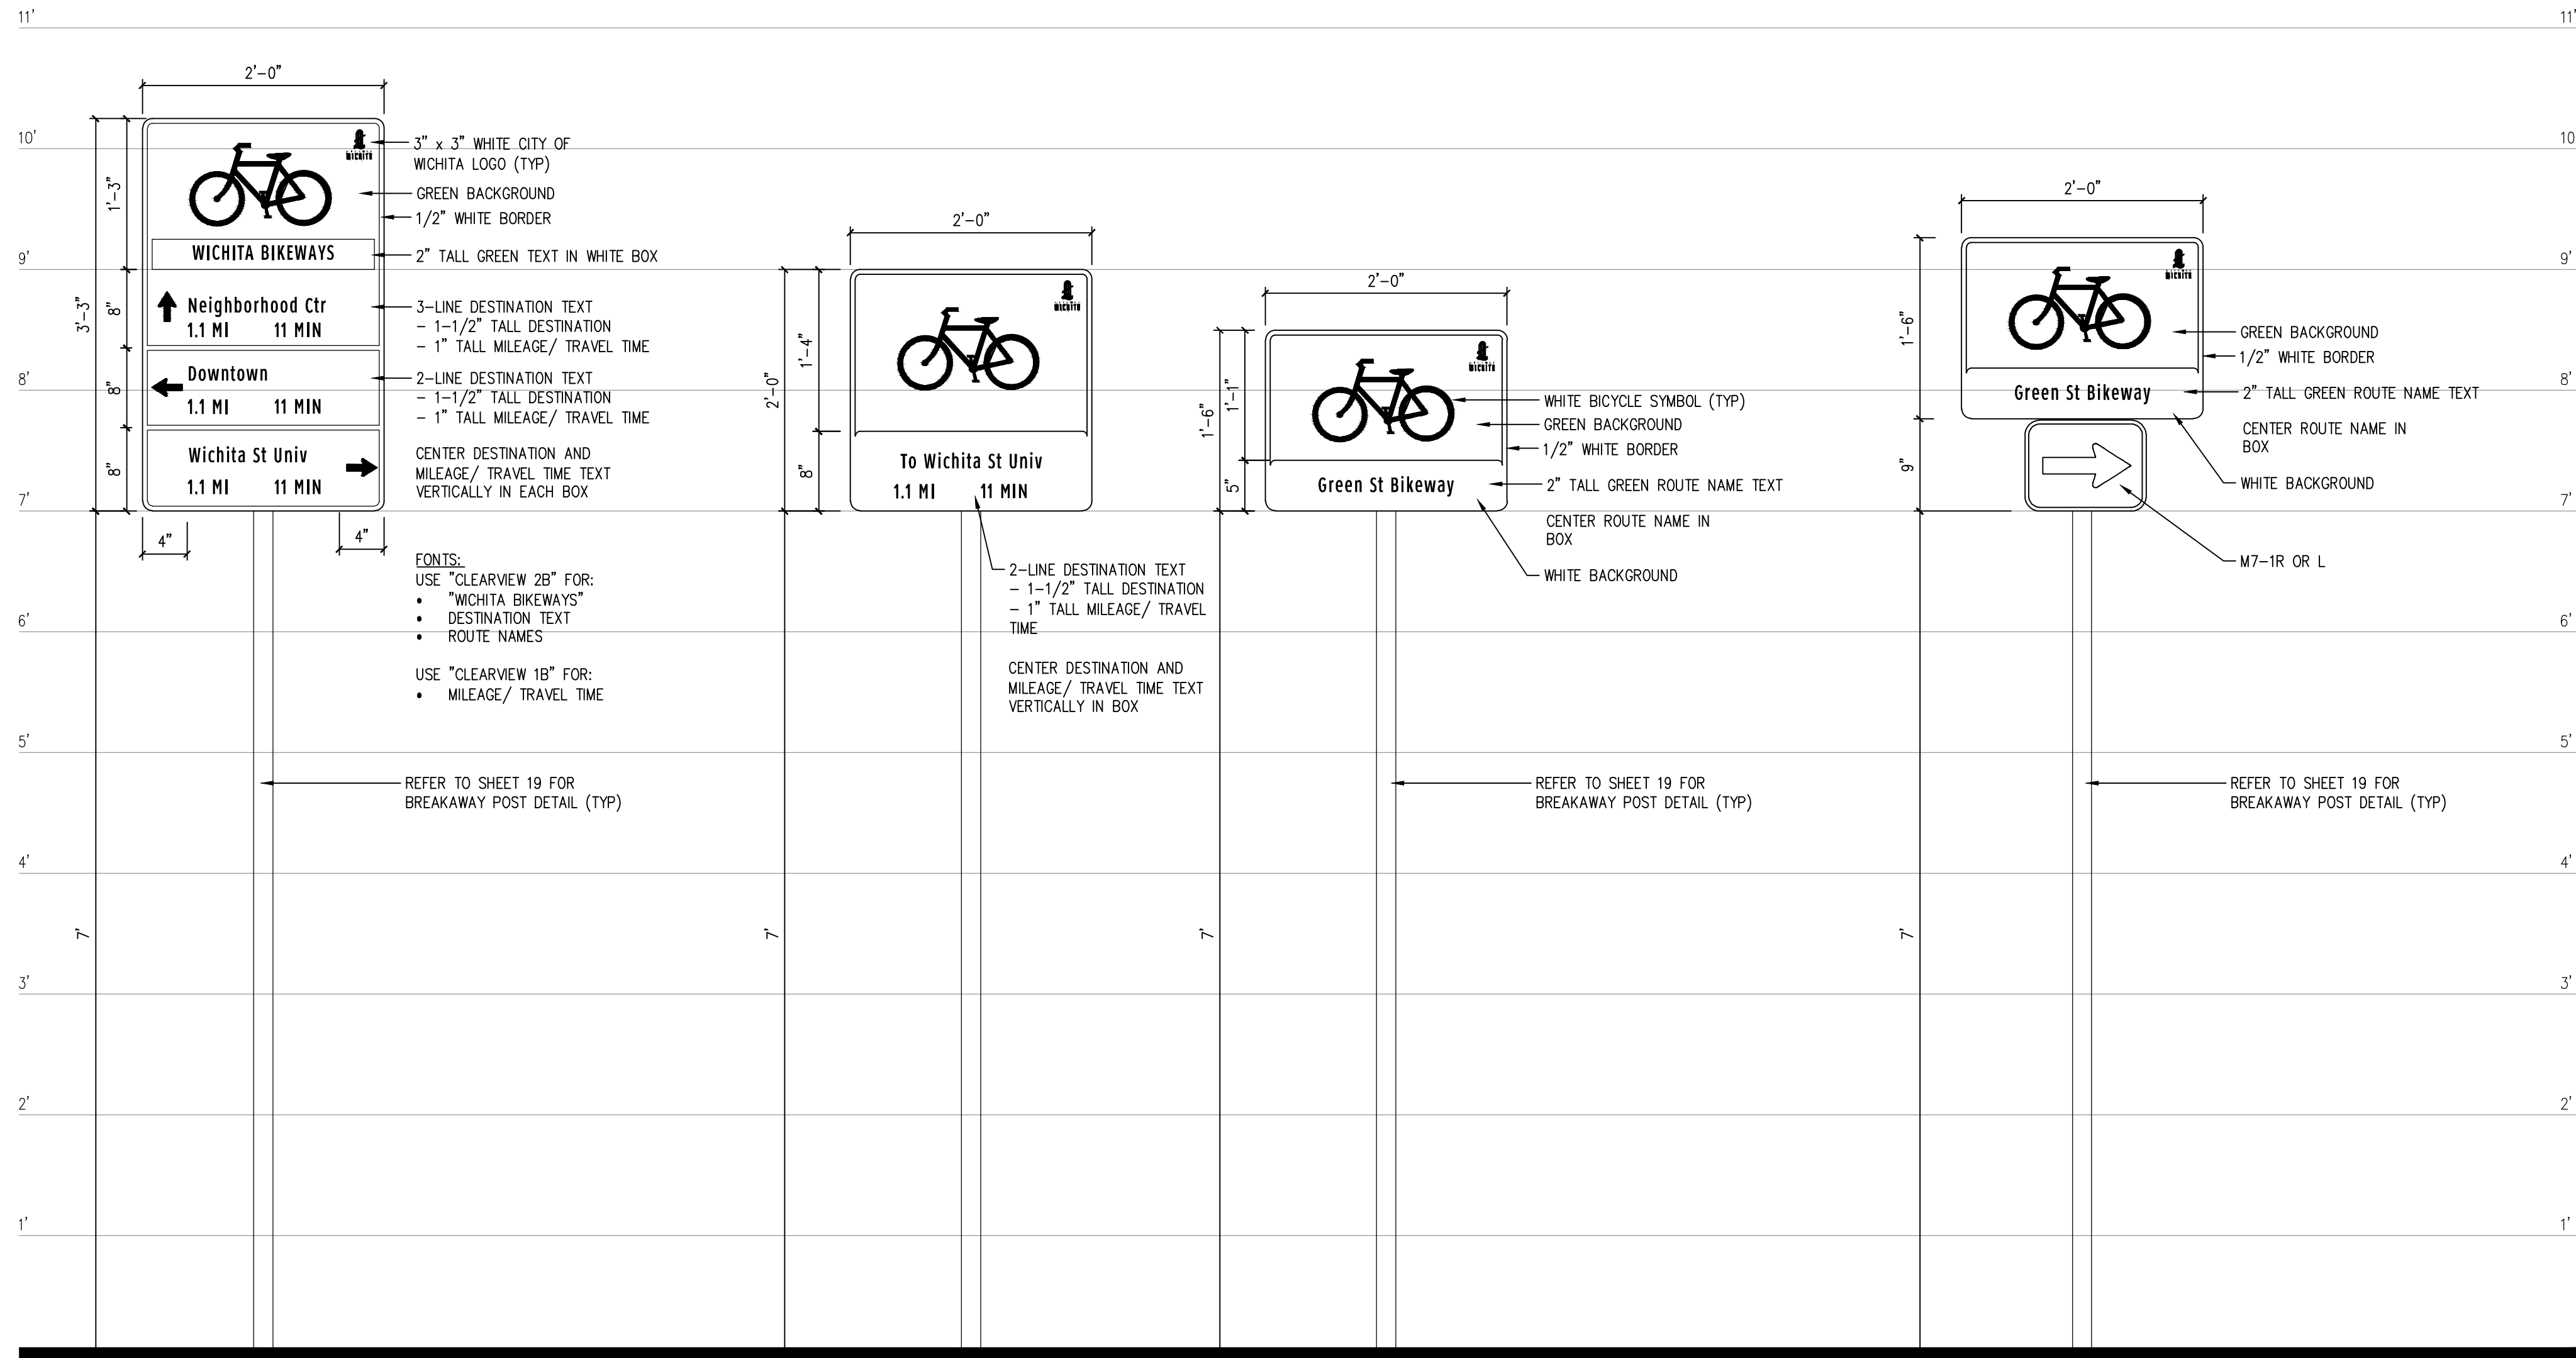 11'
11'
2'-0"
10'
10
3'-3"
1'-3"
8"
8"
8"
WICHITA
3" x 3" WHITE CITY OF
WICHITA LOGO (TYP)
GREEN BACKGROUND
1/2" WHITE BORDER
WICHITA BIKEWAYS
2" TALL GREEN TEXT IN WHITE BOX
Neighborhood Ctr
1.1 MI 11 MIN
3-LINE DESTINATION TEXT
- 1-1/2" TALL DESTINATION
- 1" TALL MILEAGE/ TRAVEL TIME
Downtown
1.1 MI 11 MIN
2-LINE DESTINATION TEXT
- 1-1/2" TALL DESTINATION
- 1" TALL MILEAGE/ TRAVEL TIME
Wichita St Univ
1.1 MI 11 MIN
CENTER DESTINATION AND
MILEAGE/ TRAVEL TIME TEXT
VERTICALLY IN EACH BOX
4"
4"
FONTS:
USE "CLEARVIEW 2B" FOR:
• "WICHITA BIKEWAYS"
• DESTINATION TEXT
• ROUTE NAMES
USE "CLEARVIEW 1B" FOR:
• MILEAGE/ TRAVEL TIME
REFER TO SHEET 19 FOR
BREAKAWAY POST DETAIL (TYP)
7'
2'-0"
2'-0"
1'-4"
8"
WICHITA
To Wichita St Univ
1.1 MI 11 MIN
2-LINE DESTINATION TEXT
- 1-1/2" TALL DESTINATION
- 1" TALL MILEAGE/ TRAVEL
TIME
CENTER DESTINATION AND
MILEAGE/ TRAVEL TIME TEXT
VERTICALLY IN BOX
7'
2'-0"
1'-6"
1'-1"
5"
WICHITA
WHITE BICYCLE SYMBOL (TYP)
GREEN BACKGROUND
1/2" WHITE BORDER
Green St Bikeway
2" TALL GREEN ROUTE NAME TEXT
CENTER ROUTE NAME IN
BOX
WHITE BACKGROUND
REFER TO SHEET 19 FOR
BREAKAWAY POST DETAIL (TYP)
7'
2'-0"
1'-6"
9"
WICHITA
GREEN BACKGROUND
1/2" WHITE BORDER
Green St Bikeway
2" TALL GREEN ROUTE NAME TEXT
CENTER ROUTE NAME IN
BOX
WHITE BACKGROUND
M7-1R OR L
REFER TO SHEET 19 FOR
BREAKAWAY POST DETAIL (TYP)
7'
9'
9'
8'
8'
7'
7'
6'
6'
5'
5'
4'
4'
3'
3'
2'
2'
1'
1'